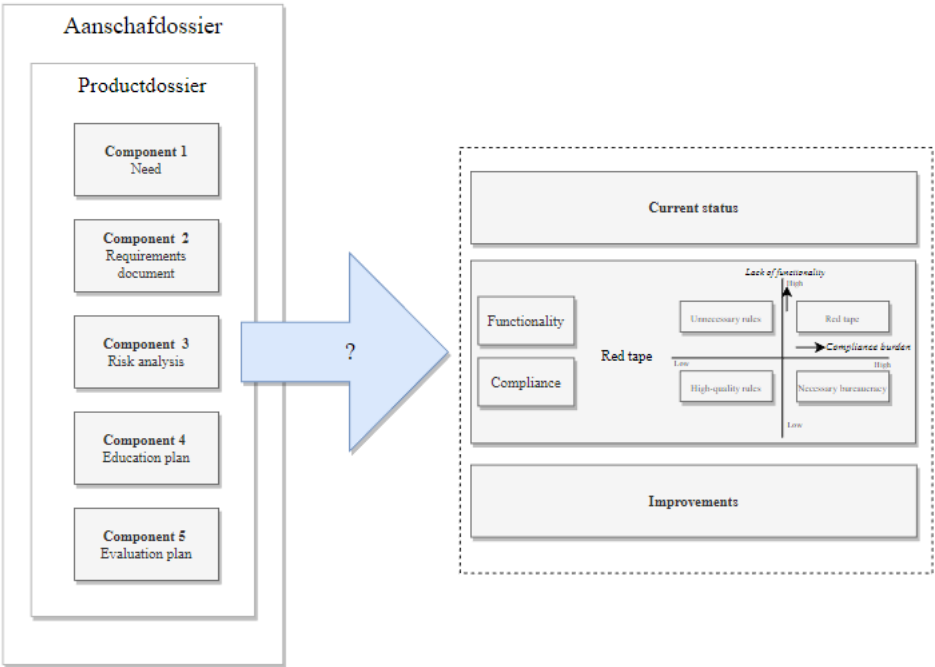 Aanschafdossier
Productdossier
Component 1
Need
Component 2
Requirements
document
Component 3
Risk analysis
Component 4
Education plan
Component 5
Evaluation plan
?
Current status
Functionality
Compliance
Red tape
Lack of functionality
High
Unnecessary rules
Red tape
Compliance burden
Low
High
High-quality rules
Necessary bureaucracy
Low
Improvements